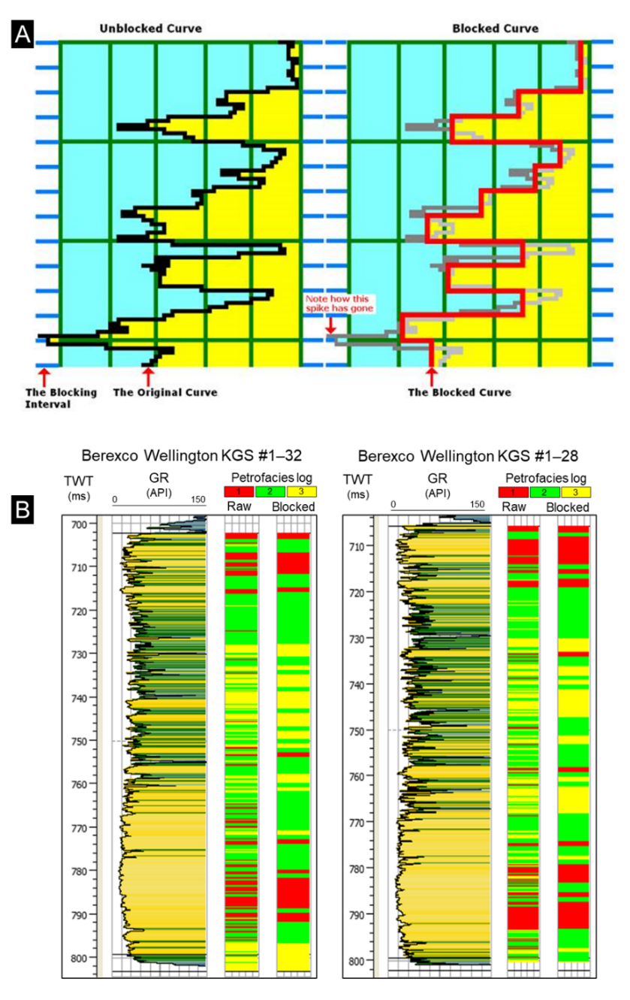 A
Unblocked Curve
Blocked Curve
Note how this
spike has gone
The Blocking
Interval
The Original Curve
The Blocked Curve
B
Berexco Wellington KGS #1–32
TWT
(ms)
GR
(API)
0
150
Petrofacies log
1
2
3
Raw
Blocked
700
710
720
730
740
750
760
770
780
790
800
Berexco Wellington KGS #1–28
TWT
(ms)
GR
(API)
0
150
Petrofacies log
1
2
3
Raw
Blocked
710
720
730
740
750
760
770
780
790
800